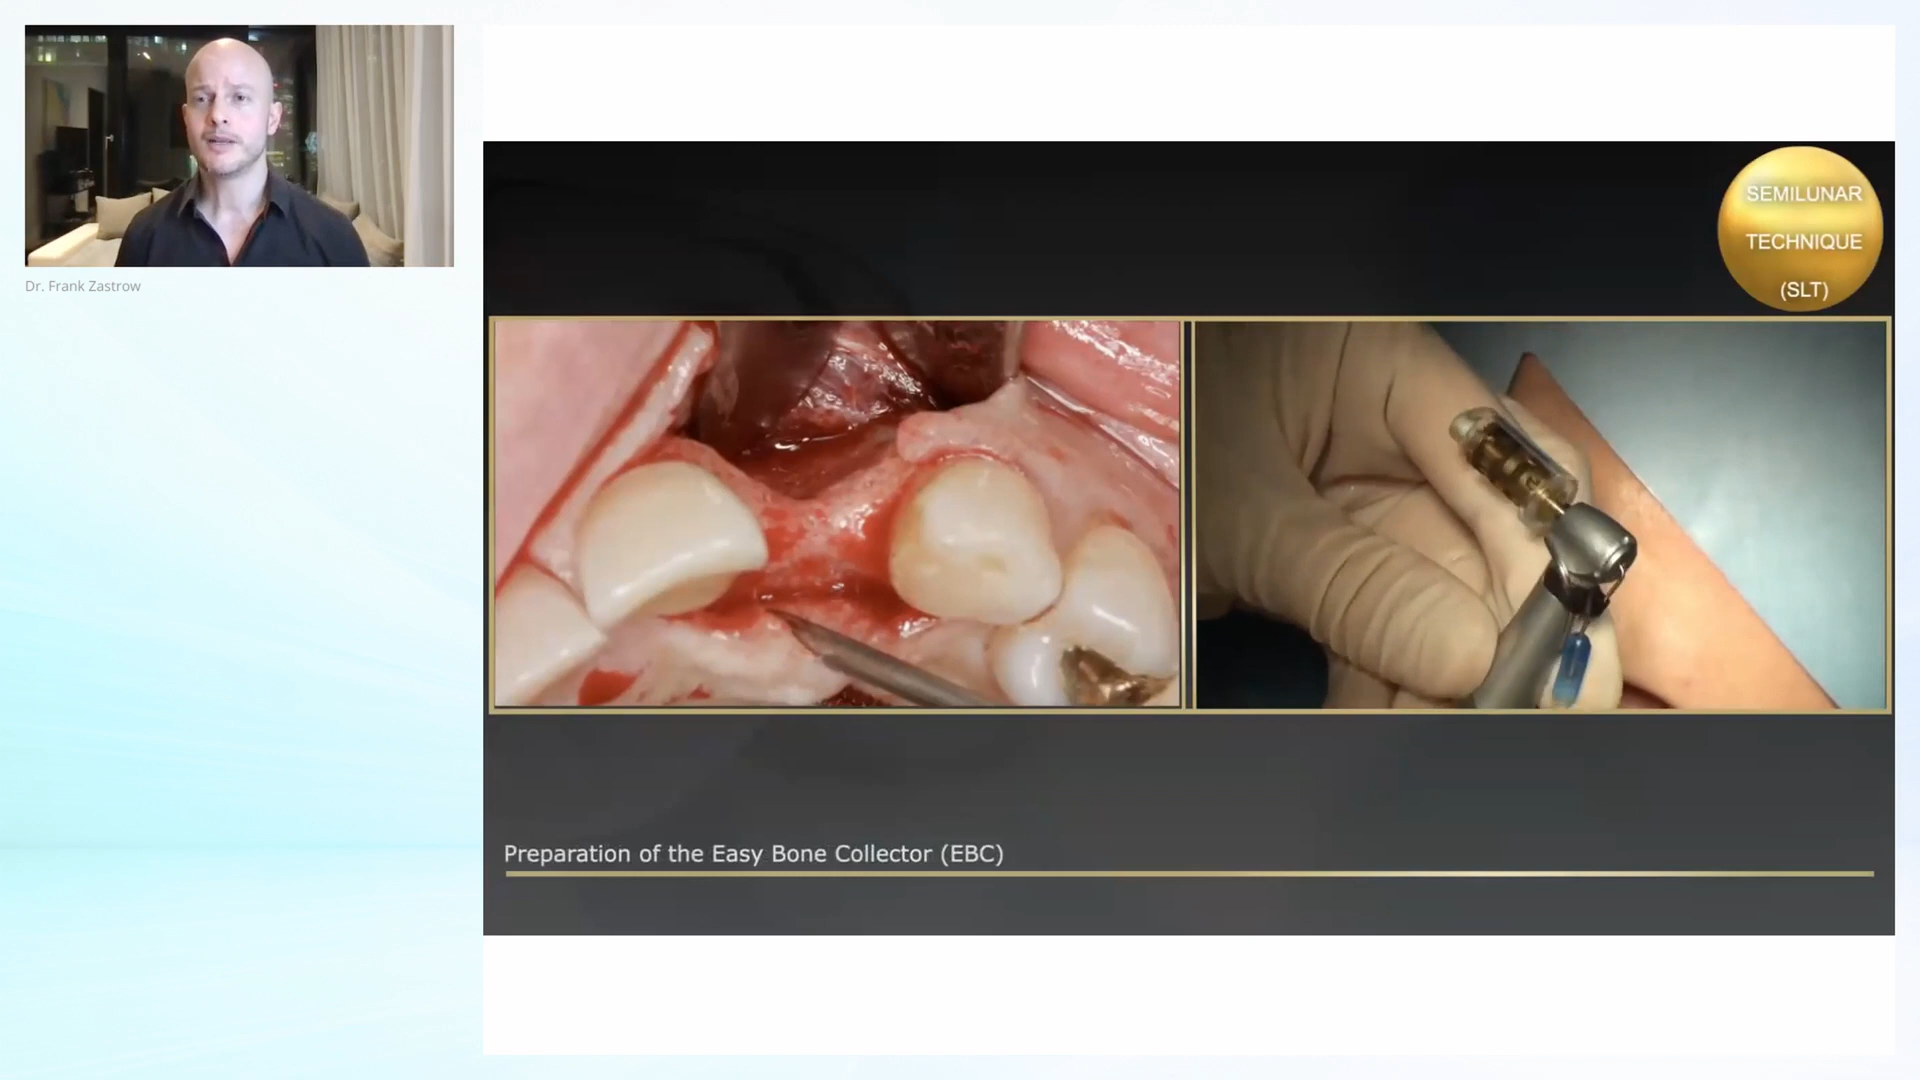 Dr. Frank Zastrow
SEMILUNAR
TECHNIQUE
(SLT)
Preparation of the Easy Bone Collector (EBC)